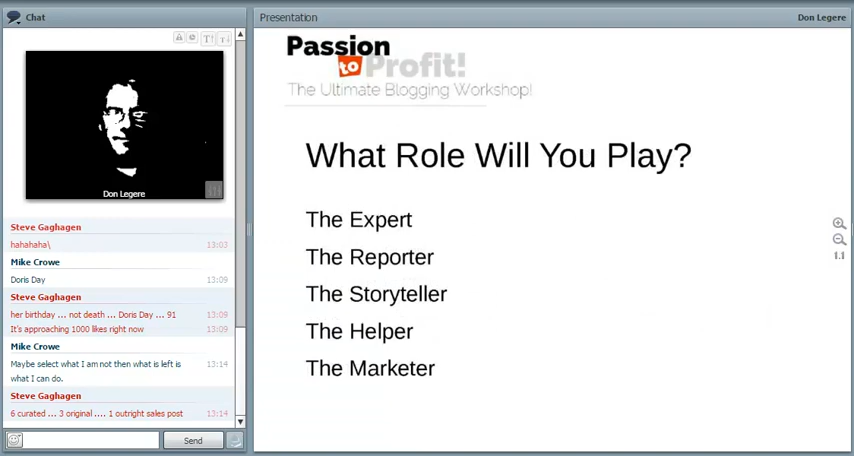 Chat
Don Legere
Steve Gaghagen
hahahaha\ 13:03
Mike Crowe
Doris Day 13:09
Steve Gaghagen
her birthday ... not death ... Doris Day ... 91 13:09
It's approaching 1000 likes right now 13:09
Mike Crowe
Maybe select what I am not then what is left is 13:14
what I can do.
Steve Gaghagen
6 curated ... 3 original .... 1 outright sales post 13:14
Send
Presentation Don Legere
Passion
to Profit!
The Ultimate Blogging Workshop!
What Role Will You Play?
The Expert
The Reporter
The Storyteller
The Helper
The Marketer
1.1